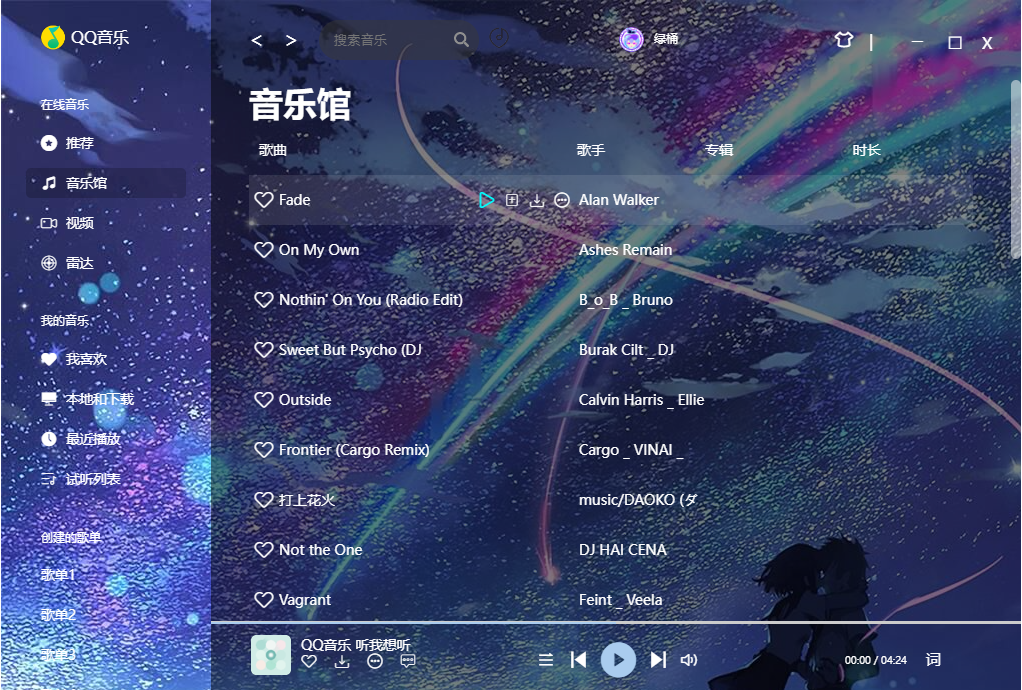 QQ音乐
在线音乐
推荐
音乐馆
视频
雷达
我的音乐
我喜欢
本地和下载
最近播放
试听列表
创建的歌单
歌单1
歌单2
歌单3
< >
搜索音乐
绿桶
| － □ X
音乐馆
歌曲 歌手 专辑 时长
Fade Alan Walker
On My Own Ashes Remain
Nothin' On You (Radio Edit) B_o_B _ Bruno
Sweet But Psycho (DJ Burak Cilt _ DJ
Outside Calvin Harris _ Ellie
Frontier (Cargo Remix) Cargo _ VINAI _
打上花火 music/DAOKO (ダ
Not the One DJ HAI CENA
Vagrant Feint _ Veela
QQ音乐 听我想听
00:00 / 04:24 词